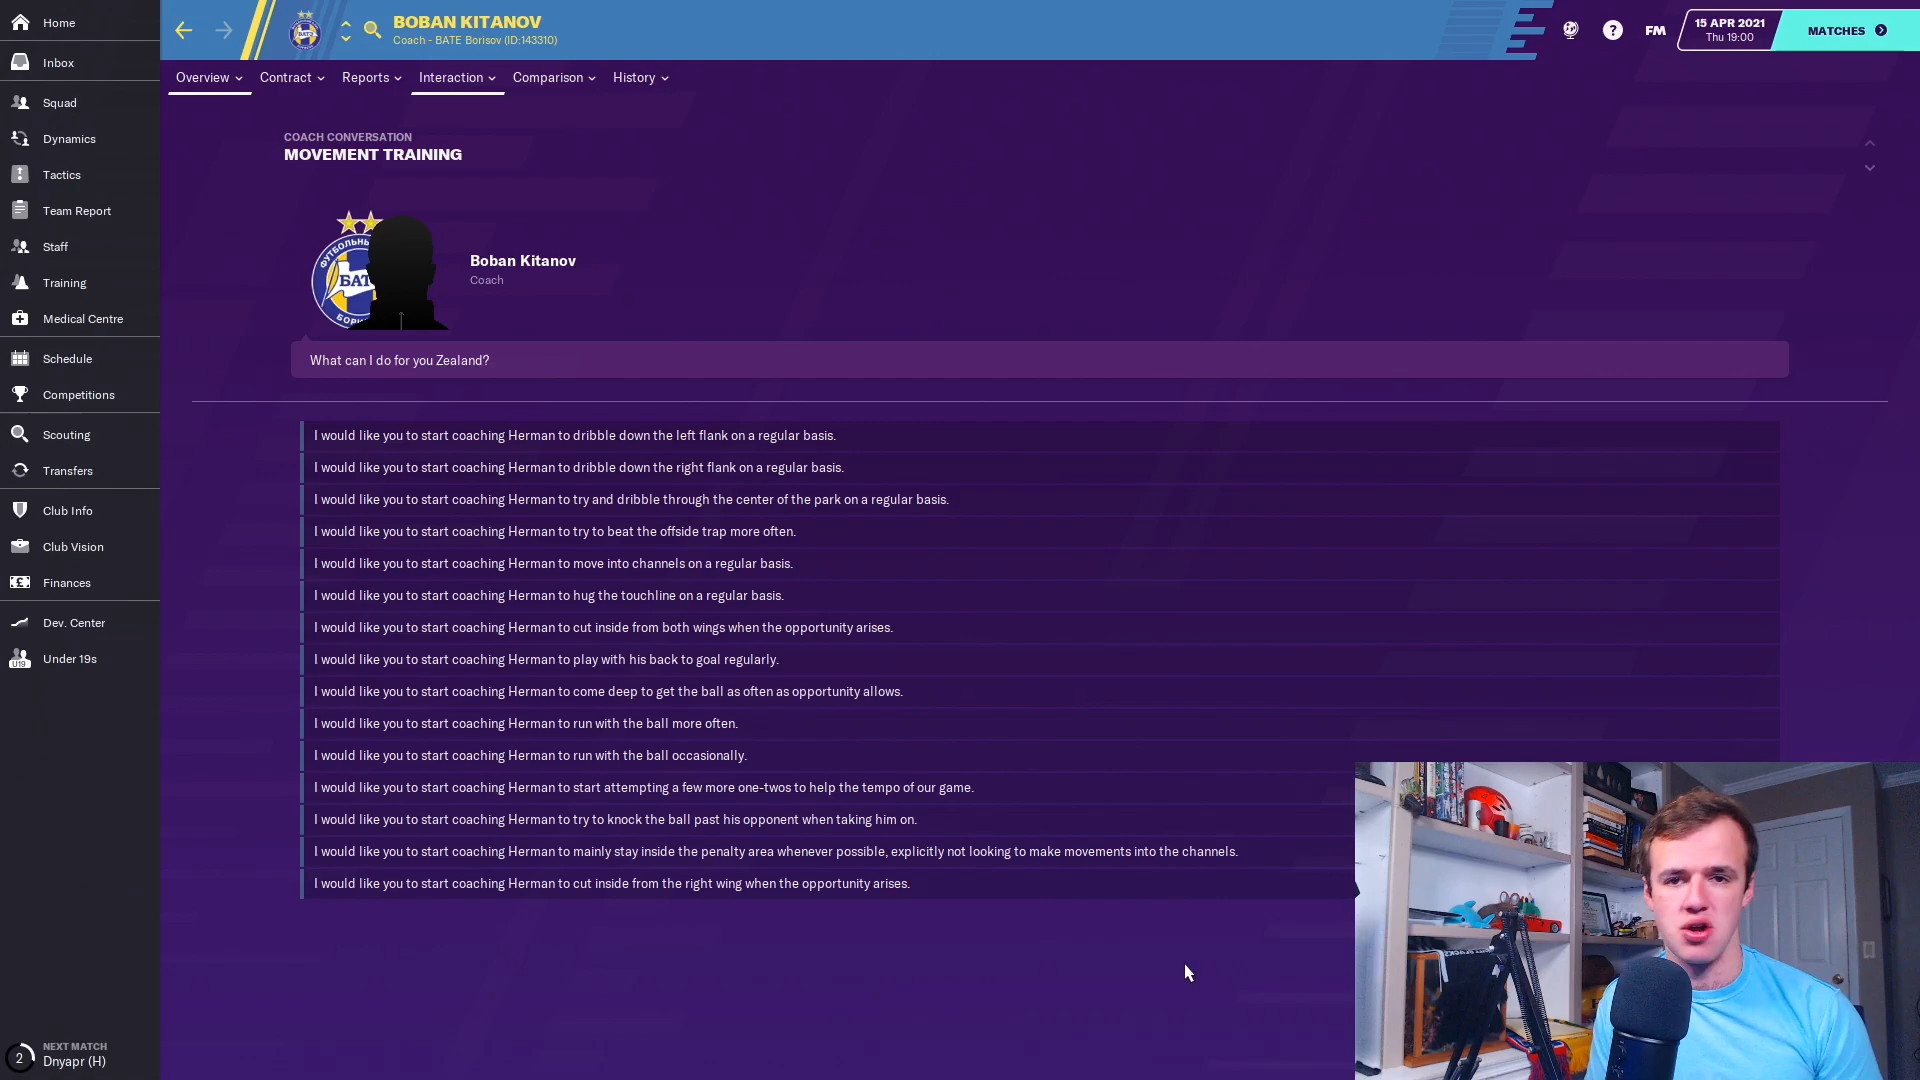 Home
Inbox
Squad
Dynamics
Tactics
Team Report
Staff
Training
Medical Centre
Schedule
Competitions
Scouting
Transfers
Club Info
Club Vision
Finances
Dev. Center
U19
Under 19s
2
NEXT MATCH
Dnyapr (H)
BOBAN KITANOV
Coach - BATE Borisov (ID:143310)
?
FM
15 APR 2021
Thu 19:00
MATCHES
Overview
Contract
Reports
Interaction
Comparison
History
COACH CONVERSATION
MOVEMENT TRAINING
Boban Kitanov
Coach
What can I do for you Zealand?
I would like you to start coaching Herman to dribble down the left flank on a regular basis.
I would like you to start coaching Herman to dribble down the right flank on a regular basis.
I would like you to start coaching Herman to try and dribble through the center of the park on a regular basis.
I would like you to start coaching Herman to try to beat the offside trap more often.
I would like you to start coaching Herman to move into channels on a regular basis.
I would like you to start coaching Herman to hug the touchline on a regular basis.
I would like you to start coaching Herman to cut inside from both wings when the opportunity arises.
I would like you to start coaching Herman to play with his back to goal regularly.
I would like you to start coaching Herman to come deep to get the ball as often as opportunity allows.
I would like you to start coaching Herman to run with the ball more often.
I would like you to start coaching Herman to run with the ball occasionally.
I would like you to start coaching Herman to start attempting a few more one-twos to help the tempo of our game.
I would like you to start coaching Herman to try to knock the ball past his opponent when taking him on.
I would like you to start coaching Herman to mainly stay inside the penalty area whenever possible, explicitly not looking to make movements into the channels.
I would like you to start coaching Herman to cut inside from the right wing when the opportunity arises.